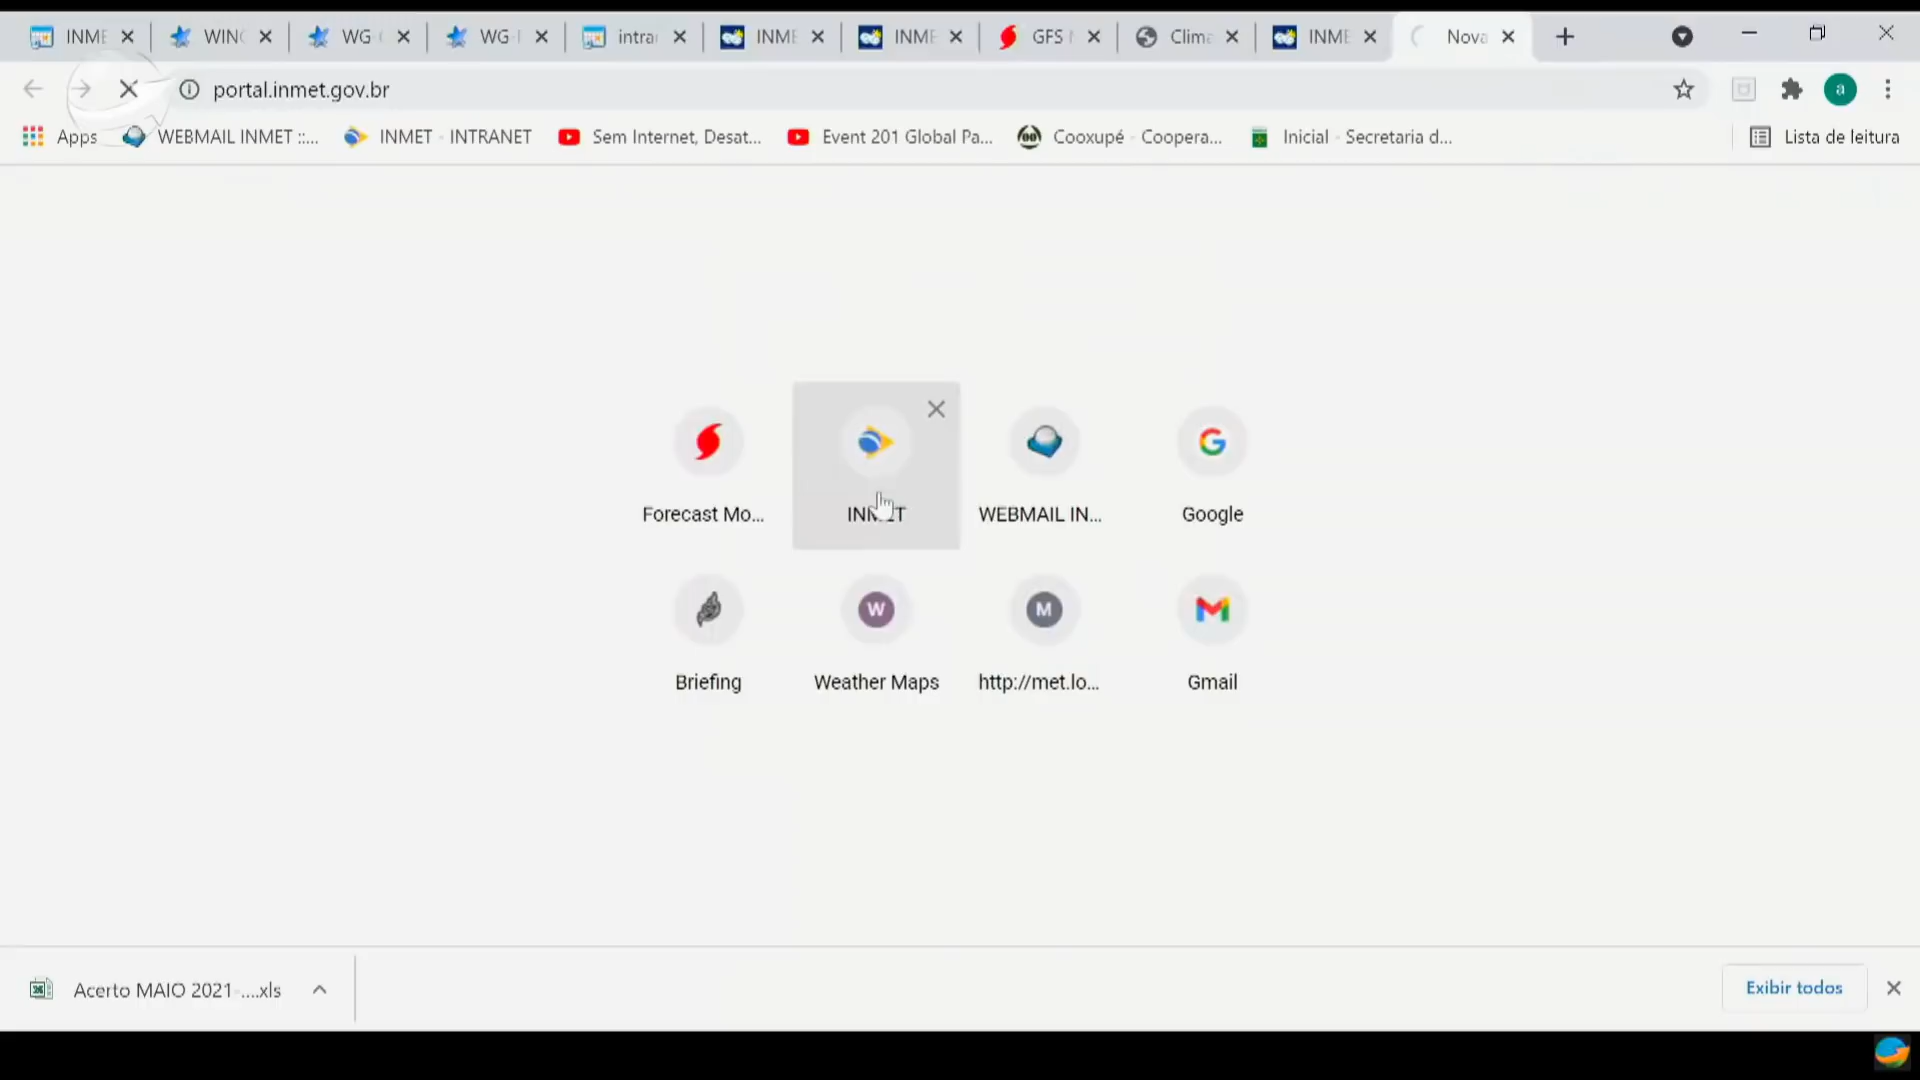 INME WING WG WG intra INME INME GFS Clima INME Nova
portal.inmet.gov.br
Apps WEBMAIL INMET ::... INMET - INTRANET Sem Internet, Desat... Event 201 Global Pa... Cooxupé - Coopera... Inicial - Secretaria d... Lista de leitura
Forecast Mo... INMET WEBMAIL IN... Google
W M
Briefing Weather Maps http://met.lo... Gmail
Acerto MAIO 2021 -....xls Exibir todos